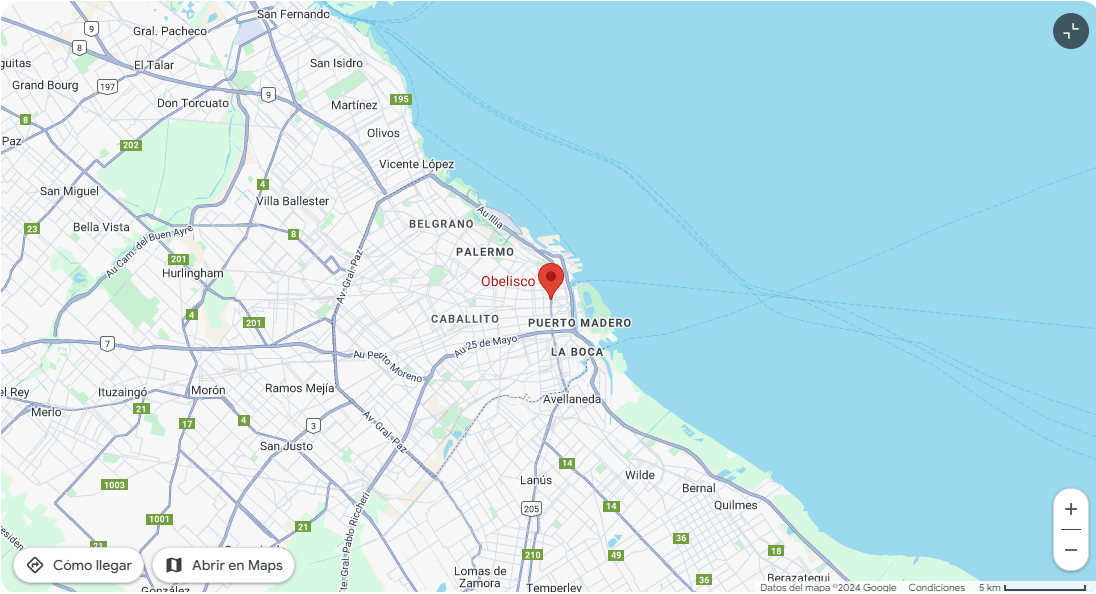 San Fernando
9
Gral. Pacheco
8
guitas
El Talar
San Isidro
Grand Bourg
197
9
Don Torcuato
Martínez
195
8
Olivos
Paz
202
Vicente López
San Miguel
4
Villa Ballester
Au Illia
BELGRANO
23
Bella Vista
8
Au Cam. del Buen Ayre
PALERMO
201
Hurlingham
Av. Gral. Paz
Obelisco
4
201
CABALLITO
PUERTO MADERO
7
Au 25 de Mayo
LA BOCA
Au Perito Moreno
el Rey
Ituzaingó
Morón
Ramos Mejía
Avellaneda
Merlo
21
17
4
3
Av. Gral. Paz
San Justo
14
Wilde
1003
Lanús
Bernal
205
14
Quilmes
1001
21
Pablo Riccheri
36
21
210
49
18
Cómo llegar
Abrir en Maps
Lomas de
Zamora
36
Berazategui
González
Temperley
Datos del mapa ©2024 Google
Condiciones
5 km